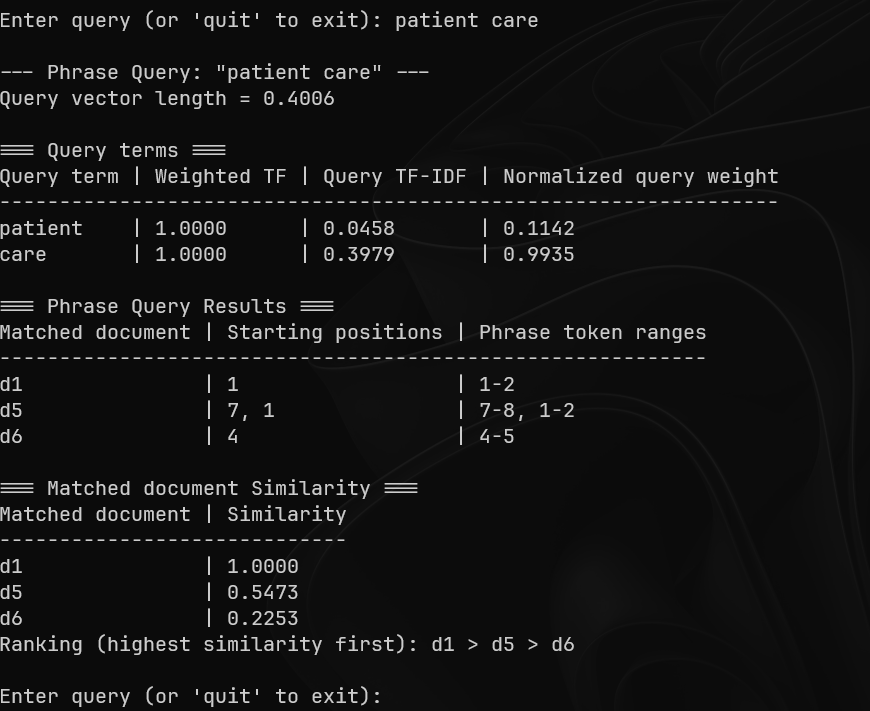 Enter query (or 'quit' to exit): patient care
--- Phrase Query: "patient care" ---
Query vector length = 0.4006
=== Query terms ===
Query term | Weighted TF | Query TF-IDF | Normalized query weight
-----------------------------------------------------------------
patient    | 1.0000      | 0.0458       | 0.1142
care       | 1.0000      | 0.3979       | 0.9935
=== Phrase Query Results ===
Matched document | Starting positions | Phrase token ranges
-----------------------------------------------------------
d1               | 1                  | 1-2
d5               | 7, 1               | 7-8, 1-2
d6               | 4                  | 4-5
=== Matched document Similarity ===
Matched document | Similarity
-----------------------------
d1               | 1.0000
d5               | 0.5473
d6               | 0.2253
Ranking (highest similarity first): d1 > d5 > d6
Enter query (or 'quit' to exit):